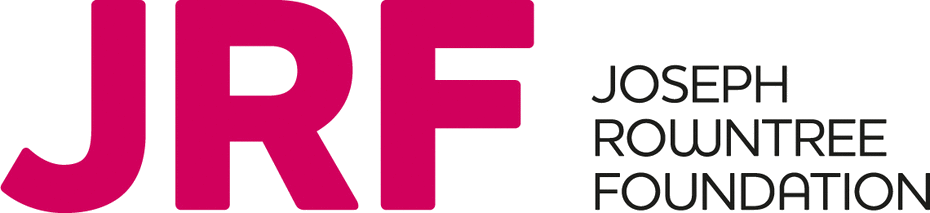 JRF
JOSEPH
ROWNTREE
FOUNDATION